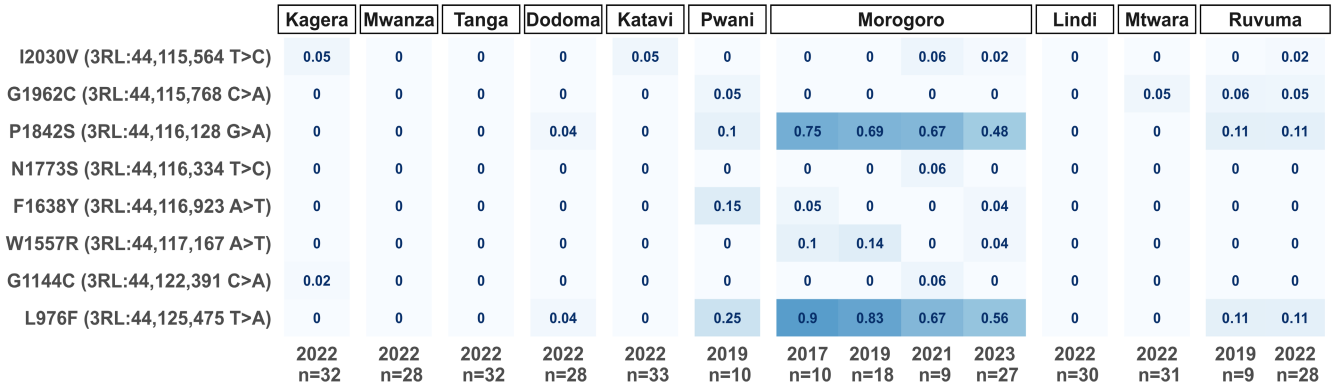 Kagera Mwanza Tanga Dodoma Katavi Pwani Morogoro Lindi Mtwara Ruvuma
I2030V (3RL:44,115,564 T>C) 0.05 0 0 0 0.05 0 0 0 0.06 0.02 0 0 0 0.02
G1962C (3RL:44,115,768 C>A) 0 0 0 0 0 0.05 0 0 0 0 0 0.05 0.06 0.05
P1842S (3RL:44,116,128 G>A) 0 0 0 0.04 0 0.1 0.75 0.69 0.67 0.48 0 0 0.11 0.11
N1773S (3RL:44,116,334 T>C) 0 0 0 0 0 0 0 0 0.06 0 0 0 0 0
F1638Y (3RL:44,116,923 A>T) 0 0 0 0 0 0.15 0.05 0 0 0.04 0 0 0 0
W1557R (3RL:44,117,167 A>T) 0 0 0 0 0 0 0.1 0.14 0 0.04 0 0 0 0
G1144C (3RL:44,122,391 C>A) 0.02 0 0 0 0 0 0 0 0.06 0 0 0 0 0
L976F (3RL:44,125,475 T>A) 0 0 0 0.04 0 0.25 0.9 0.83 0.67 0.56 0 0 0.11 0.11
2022 2022 2022 2022 2022 2019 2017 2019 2021 2023 2022 2022 2019 2022
n=32 n=28 n=32 n=28 n=33 n=10 n=10 n=18 n=9 n=27 n=30 n=31 n=9 n=28